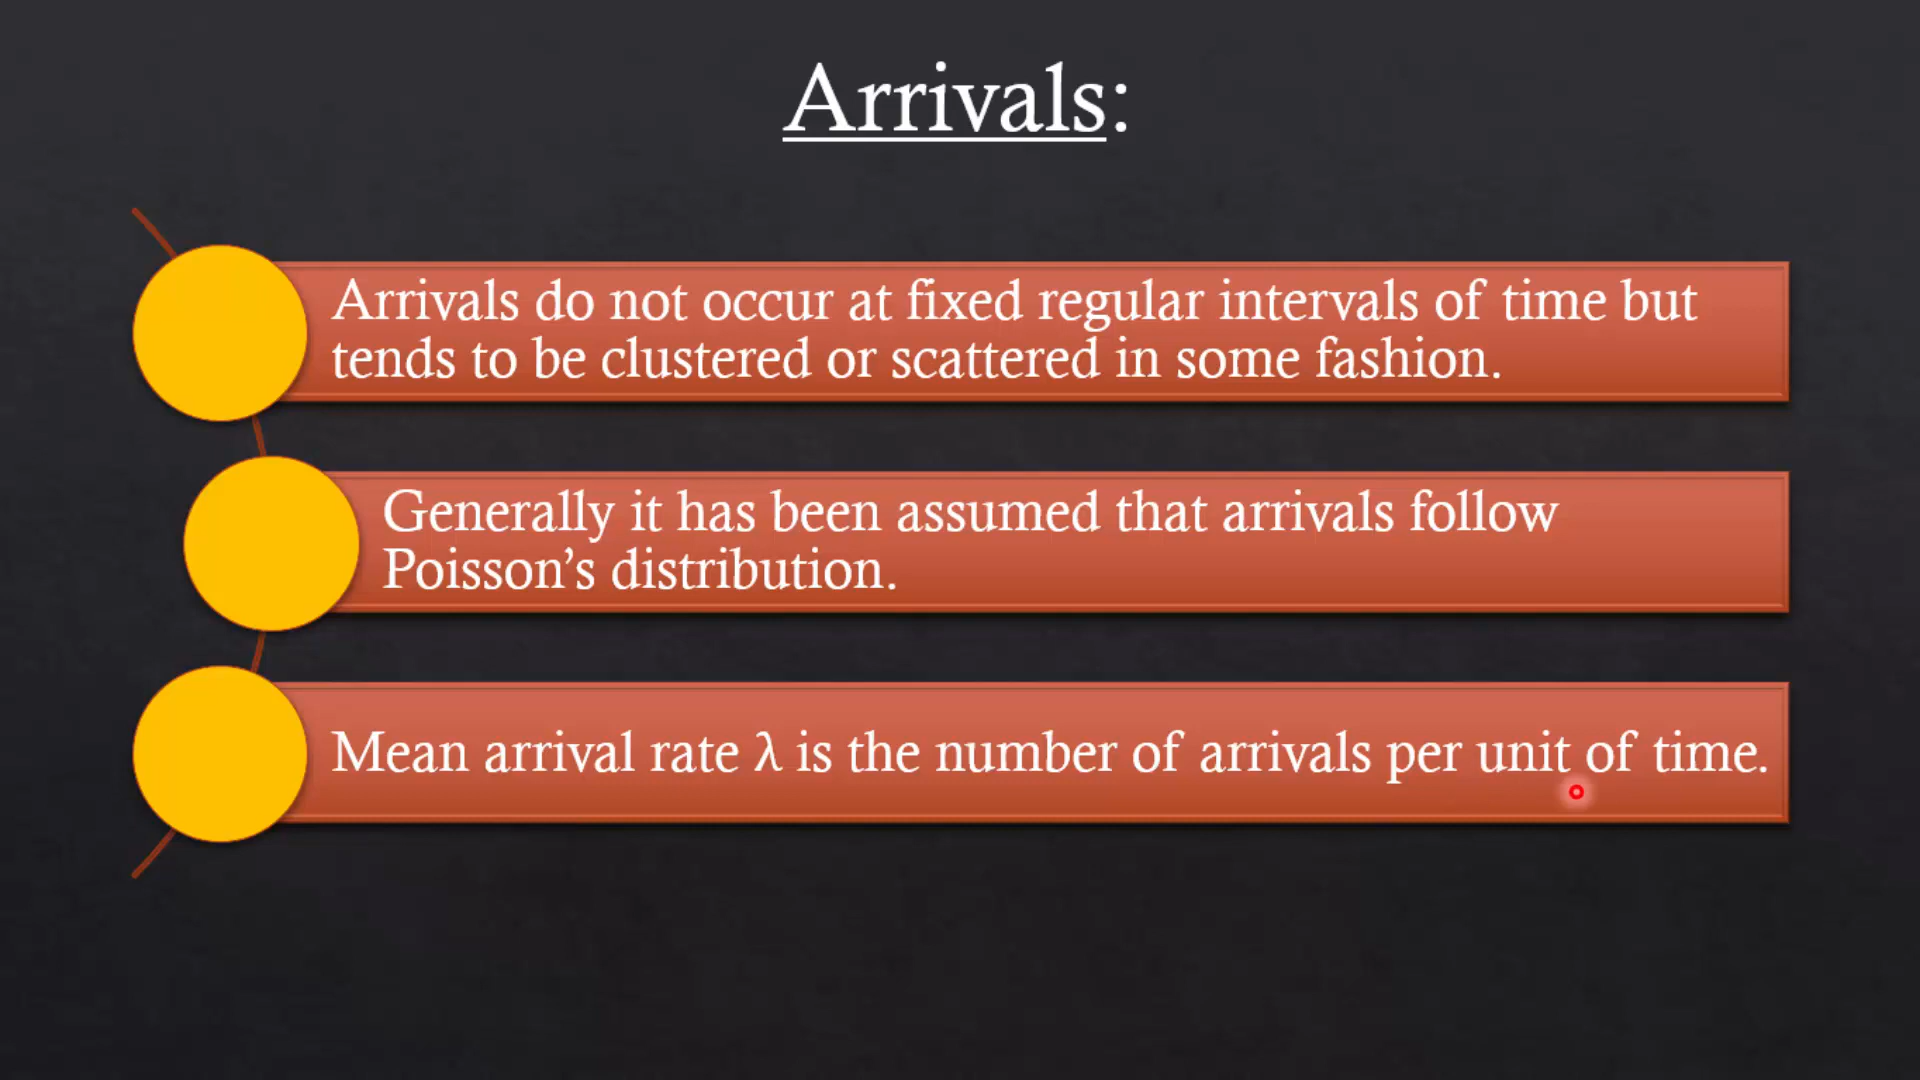 Arrivals:
Arrivals do not occur at fixed regular intervals of time but
tends to be clustered or scattered in some fashion.
Generally it has been assumed that arrivals follow
Poisson’s distribution.
Mean arrival rate λ is the number of arrivals per unit of time.